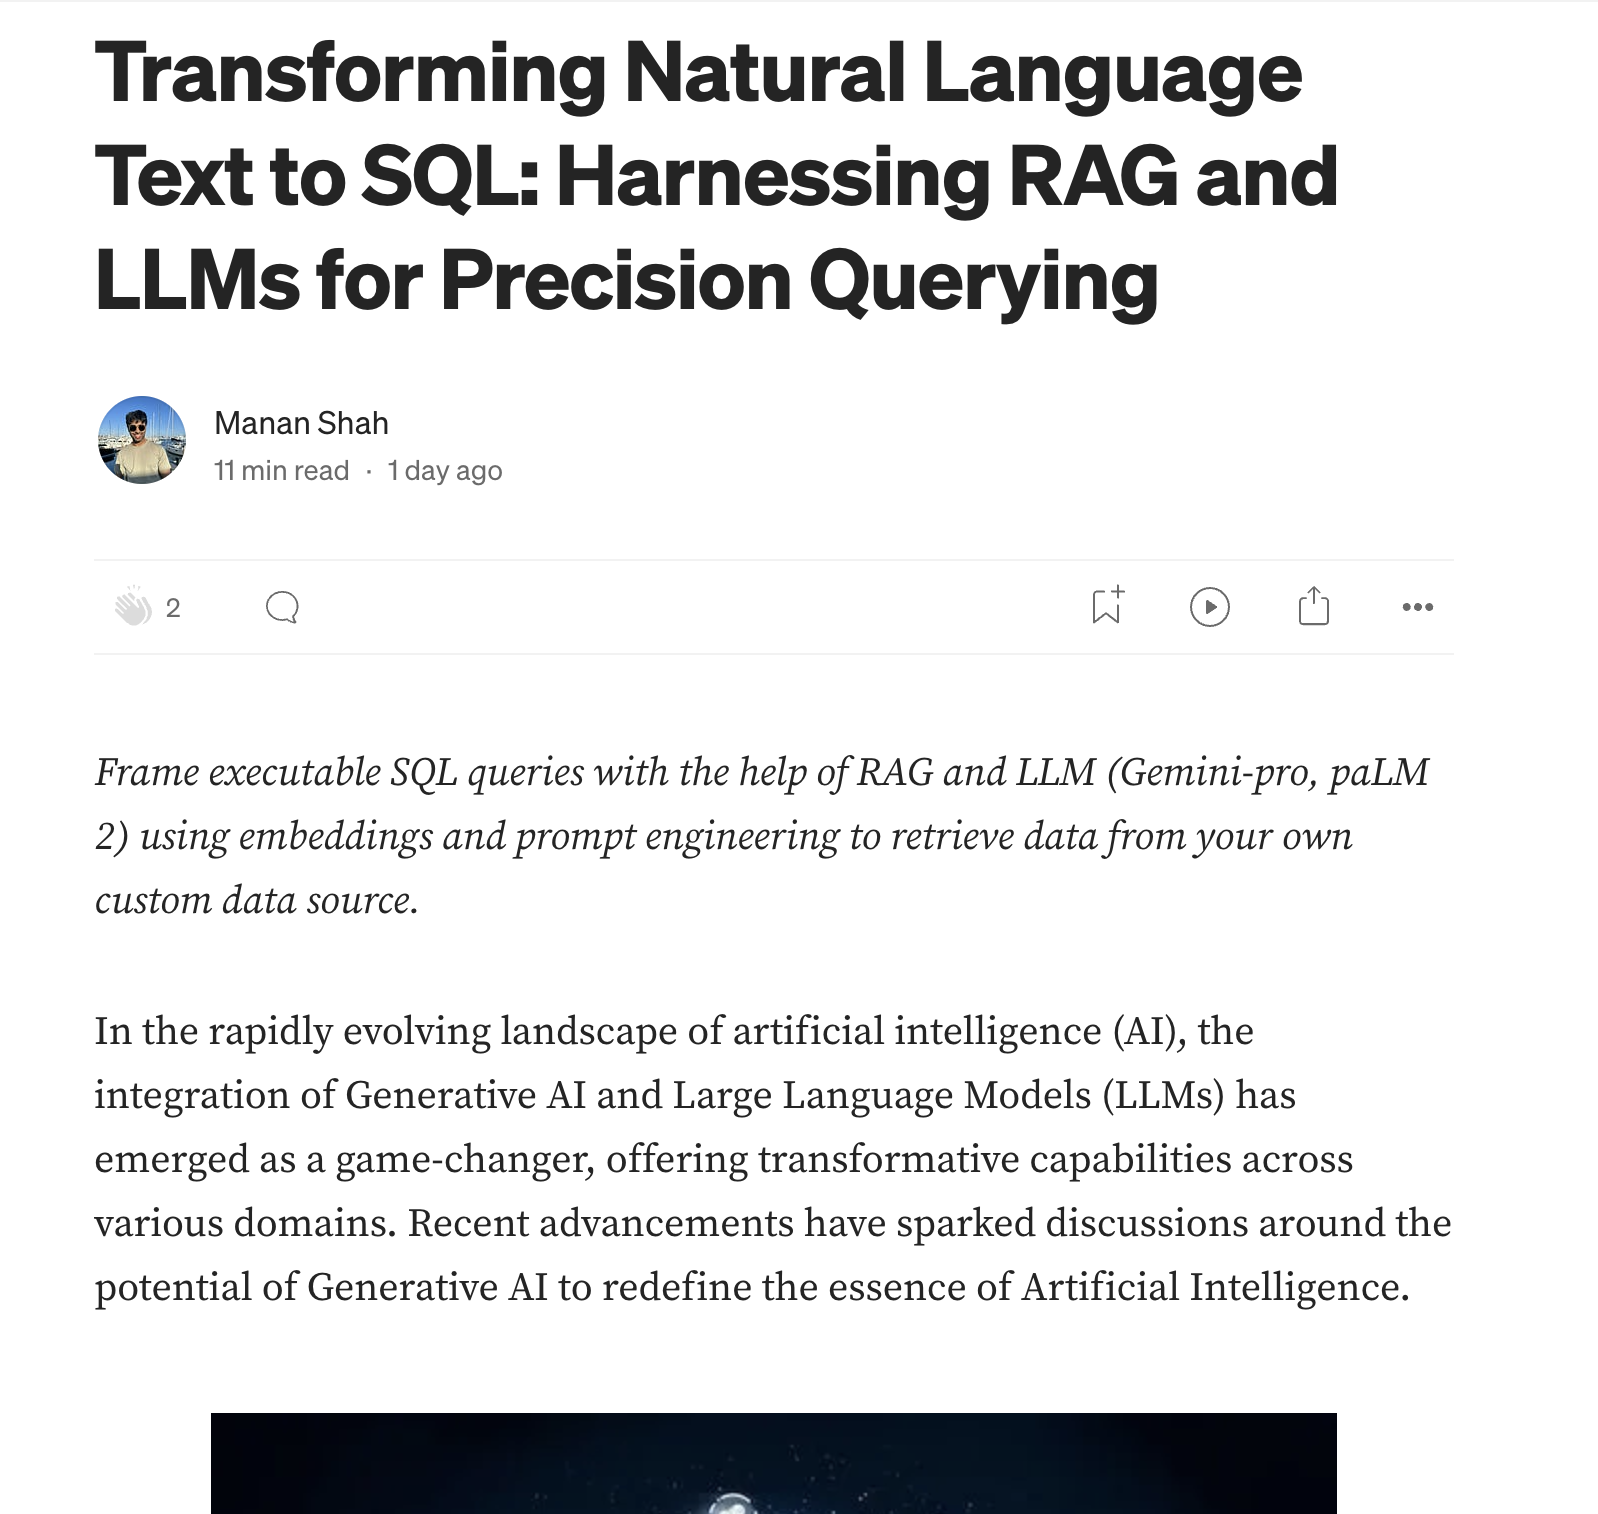 Transforming Natural Language
Text to SQL: Harnessing RAG and
LLMs for Precision Querying
Manan Shah
11 min read · 1 day ago
2
Frame executable SQL queries with the help of RAG and LLM (Gemini-pro, paLM
2) using embeddings and prompt engineering to retrieve data from your own
custom data source.
In the rapidly evolving landscape of artificial intelligence (AI), the
integration of Generative AI and Large Language Models (LLMs) has
emerged as a game-changer, offering transformative capabilities across
various domains. Recent advancements have sparked discussions around the
potential of Generative AI to redefine the essence of Artificial Intelligence.